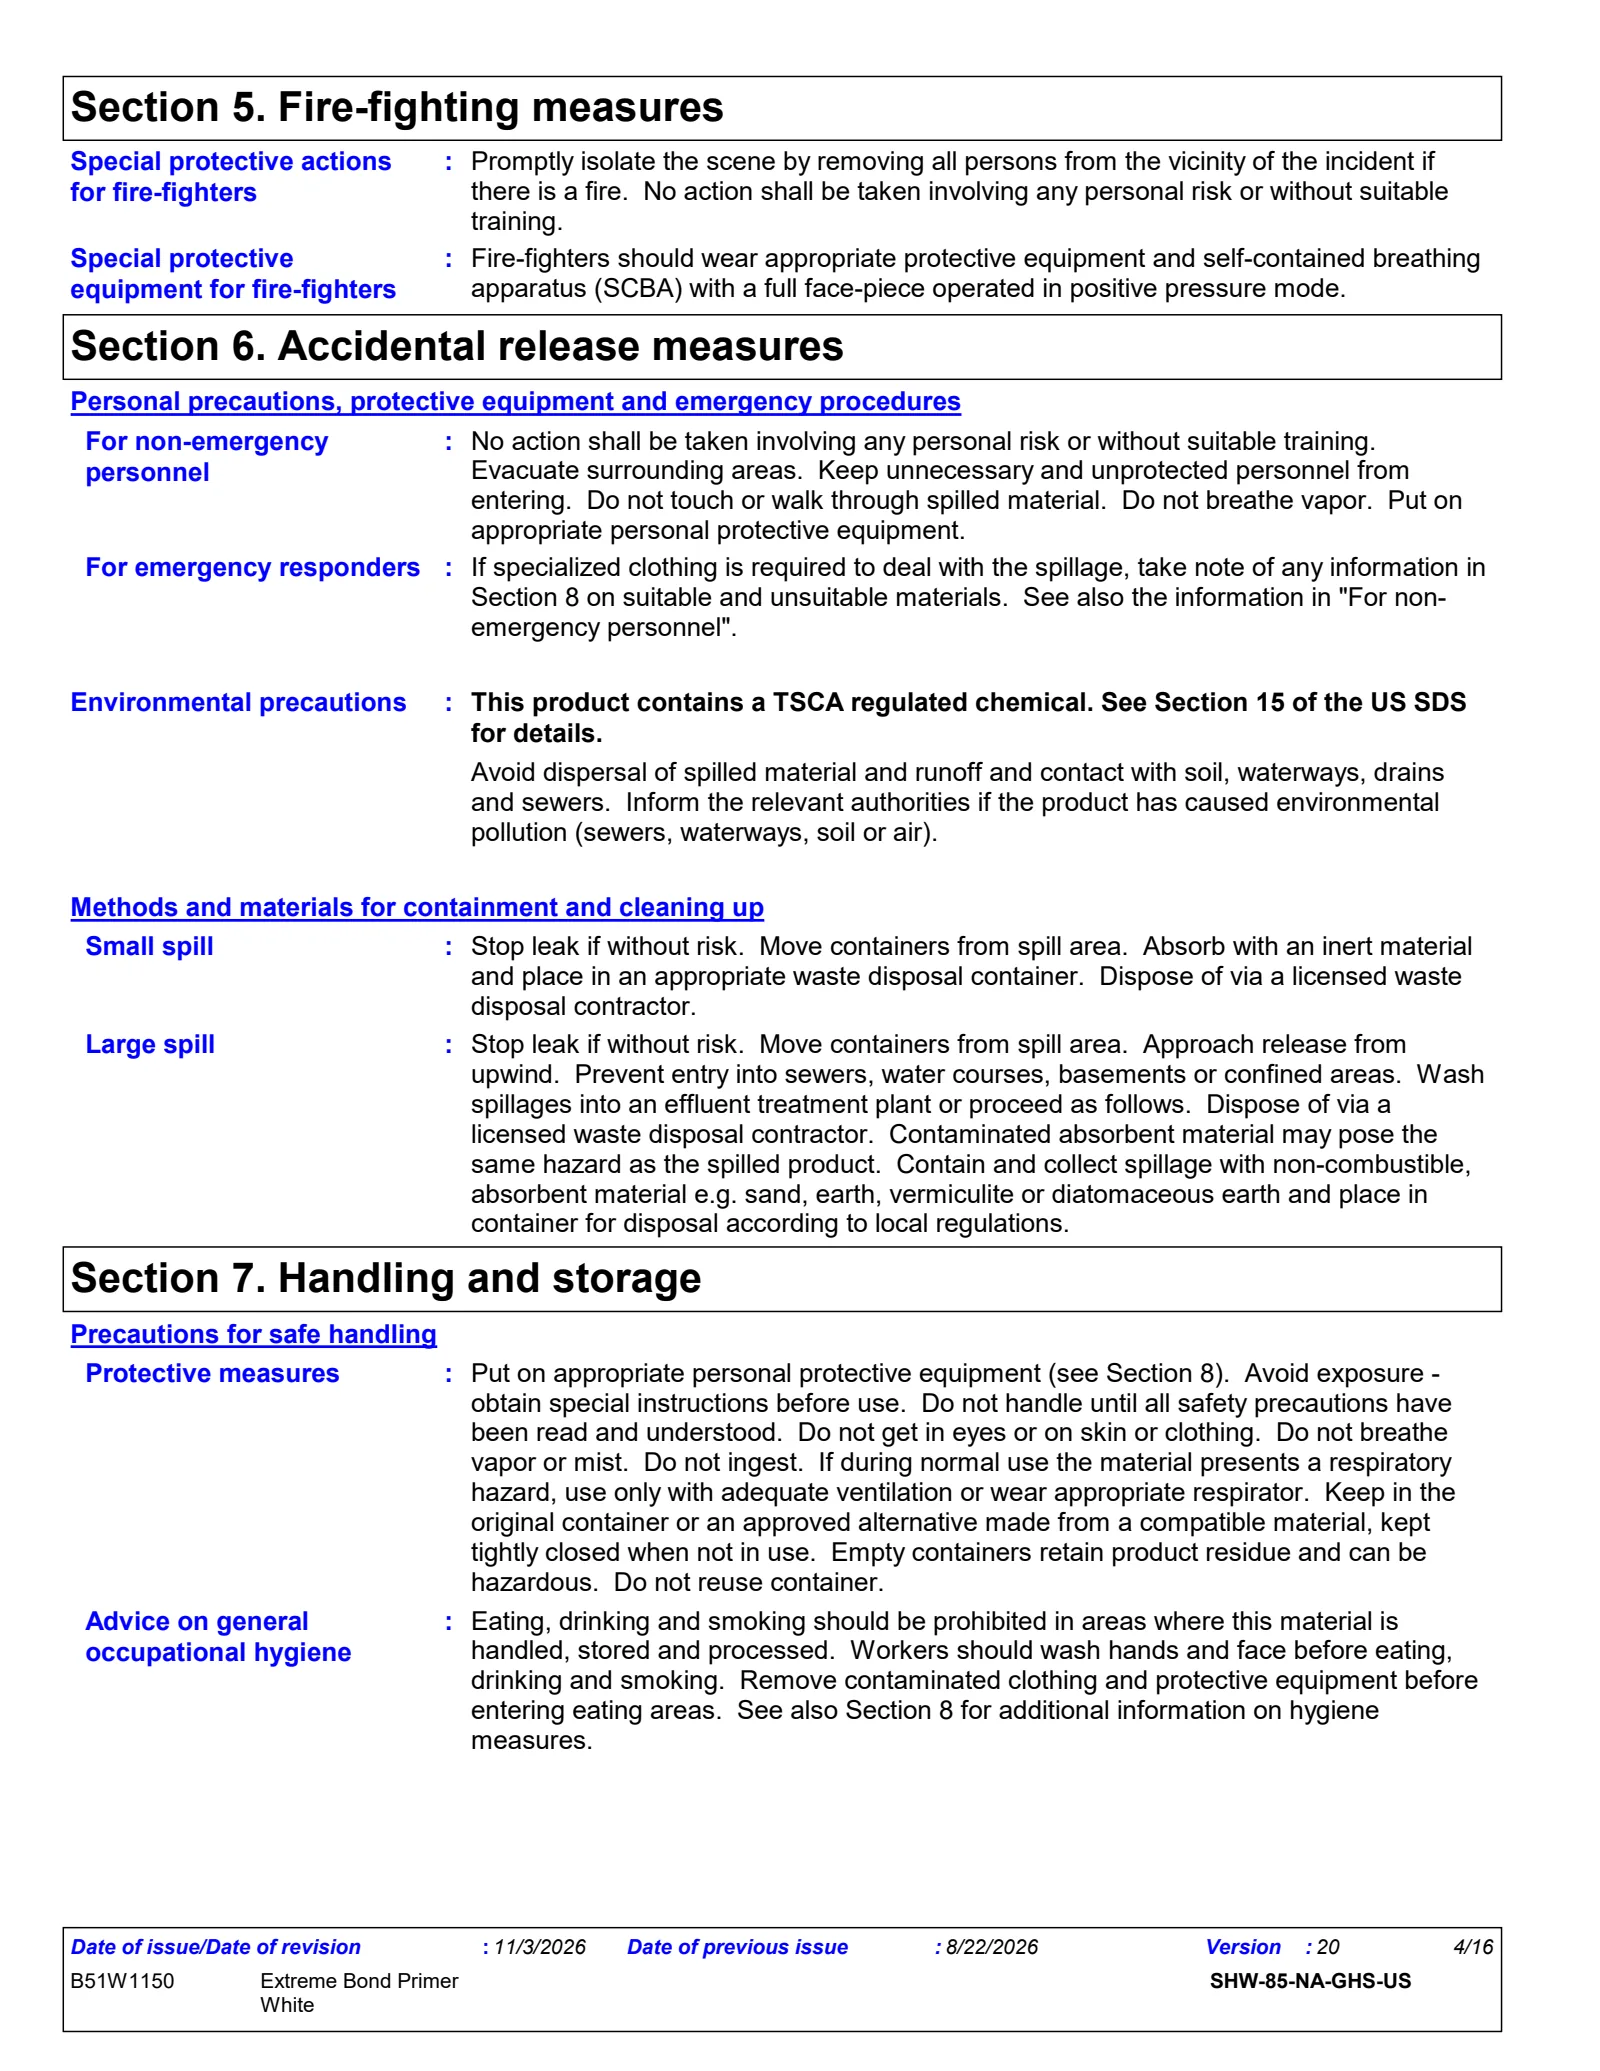 Section 5. Fire-fighting measures
Special protective actions for fire-fighters : Promptly isolate the scene by removing all persons from the vicinity of the incident if
there is a fire.  No action shall be taken involving any personal risk or without suitable
training.
Special protective equipment for fire-fighters : Fire-fighters should wear appropriate protective equipment and self-contained breathing
apparatus (SCBA) with a full face-piece operated in positive pressure mode.
Section 6. Accidental release measures
Personal precautions, protective equipment and emergency procedures
For non-emergency personnel : No action shall be taken involving any personal risk or without suitable training.
Evacuate surrounding areas.  Keep unnecessary and unprotected personnel from
entering.  Do not touch or walk through spilled material.  Do not breathe vapor.  Put on
appropriate personal protective equipment.
For emergency responders : If specialized clothing is required to deal with the spillage, take note of any information in
Section 8 on suitable and unsuitable materials.  See also the information in "For non-
emergency personnel".
Environmental precautions : This product contains a TSCA regulated chemical. See Section 15 of the US SDS
for details.
Avoid dispersal of spilled material and runoff and contact with soil, waterways, drains
and sewers.  Inform the relevant authorities if the product has caused environmental
pollution (sewers, waterways, soil or air).
Methods and materials for containment and cleaning up
Small spill : Stop leak if without risk.  Move containers from spill area.  Absorb with an inert material
and place in an appropriate waste disposal container.  Dispose of via a licensed waste
disposal contractor.
Large spill : Stop leak if without risk.  Move containers from spill area.  Approach release from
upwind.  Prevent entry into sewers, water courses, basements or confined areas.  Wash
spillages into an effluent treatment plant or proceed as follows.  Dispose of via a
licensed waste disposal contractor.  Contaminated absorbent material may pose the
same hazard as the spilled product.  Contain and collect spillage with non-combustible,
absorbent material e.g. sand, earth, vermiculite or diatomaceous earth and place in
container for disposal according to local regulations.
Section 7. Handling and storage
Precautions for safe handling
Protective measures : Put on appropriate personal protective equipment (see Section 8).  Avoid exposure -
obtain special instructions before use.  Do not handle until all safety precautions have
been read and understood.  Do not get in eyes or on skin or clothing.  Do not breathe
vapor or mist.  Do not ingest.  If during normal use the material presents a respiratory
hazard, use only with adequate ventilation or wear appropriate respirator.  Keep in the
original container or an approved alternative made from a compatible material, kept
tightly closed when not in use.  Empty containers retain product residue and can be
hazardous.  Do not reuse container.
Advice on general occupational hygiene : Eating, drinking and smoking should be prohibited in areas where this material is
handled, stored and processed.  Workers should wash hands and face before eating,
drinking and smoking.  Remove contaminated clothing and protective equipment before
entering eating areas.  See also Section 8 for additional information on hygiene
measures.
Date of issue/Date of revision : 11/3/2026 Date of previous issue : 8/22/2026 Version : 20 4/16
B51W1150 Extreme Bond Primer SHW-85-NA-GHS-US
White